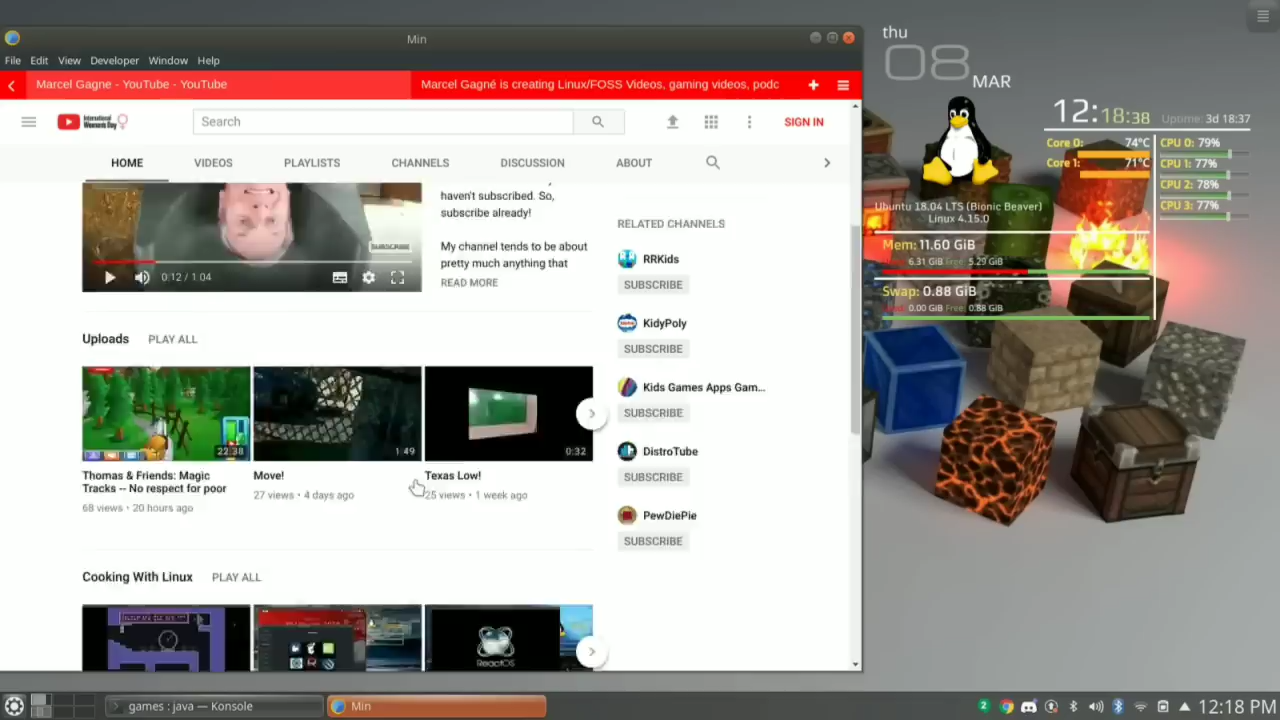 Min
File Edit View Developer Window Help
Marcel Gagne - YouTube - YouTube
Marcel Gagné is creating Linux/FOSS Videos, gaming videos, podc
International
Women's Day
Search
SIGN IN
HOME VIDEOS PLAYLISTS CHANNELS DISCUSSION ABOUT
haven't subscribed. So,
subscribe already!
My channel tends to be about
pretty much anything that
READ MORE
SUBSCRIBE
0:12 / 1:04
RELATED CHANNELS
RRKids
SUBSCRIBE
KidyPoly
SUBSCRIBE
Kids Games Apps Gam...
SUBSCRIBE
DistroTube
SUBSCRIBE
PewDiePie
SUBSCRIBE
Uploads PLAY ALL
22:38
1:49
0:32
Thomas & Friends: Magic
Tracks -- No respect for poor
68 views • 20 hours ago
Move!
27 views • 4 days ago
Texas Low!
25 views • 1 week ago
Cooking With Linux PLAY ALL
ReactOS
thu
08
MAR
12:18:38
Uptime: 3d 18:37
Core 0: 74°C
Core 1: 71°C
CPU 0: 79%
CPU 1: 77%
CPU 2: 78%
CPU 3: 77%
Ubuntu 18.04 LTS (Bionic Beaver)
Linux 4.15.0
Mem: 11.60 GiB
6.31 GiB Free: 5.29 GiB
Swap: 0.88 GiB
0.00 GiB Free: 0.88 GiB
games : java — Konsole
Min
2
12:18 PM